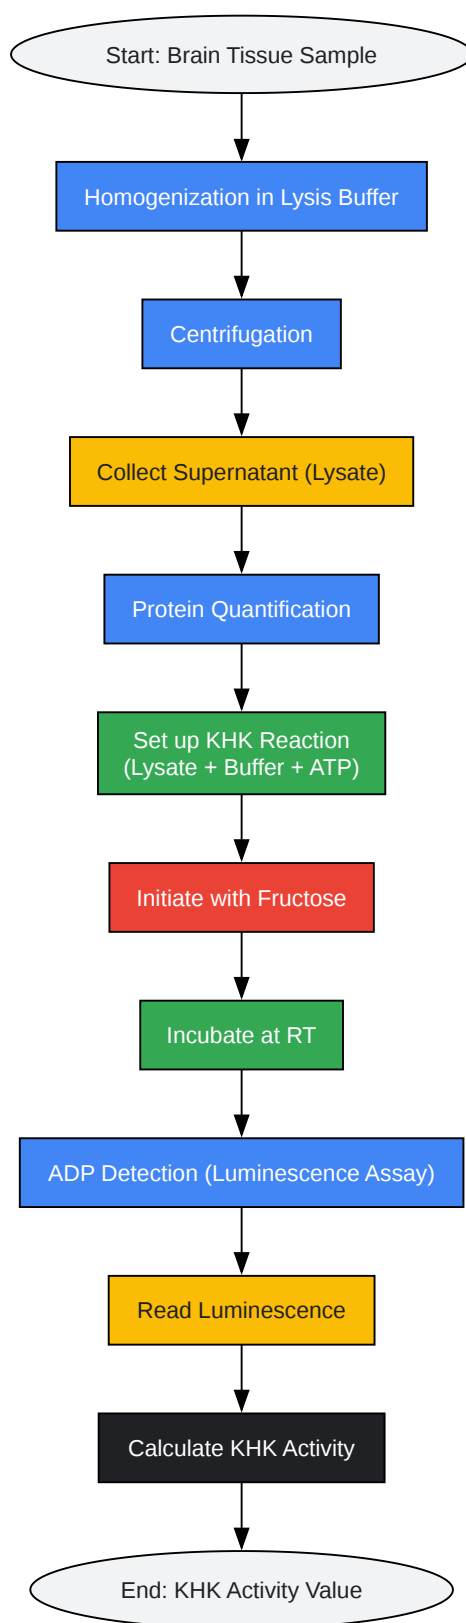 Start: Brain Tissue Sample
Homogenization in Lysis Buffer
Centrifugation
Collect Supernatant (Lysate)
Protein Quantification
Set up KHK Reaction
(Lysate + Buffer + ATP)
Initiate with Fructose
Incubate at RT
ADP Detection (Luminescence Assay)
Read Luminescence
Calculate KHK Activity
End: KHK Activity Value